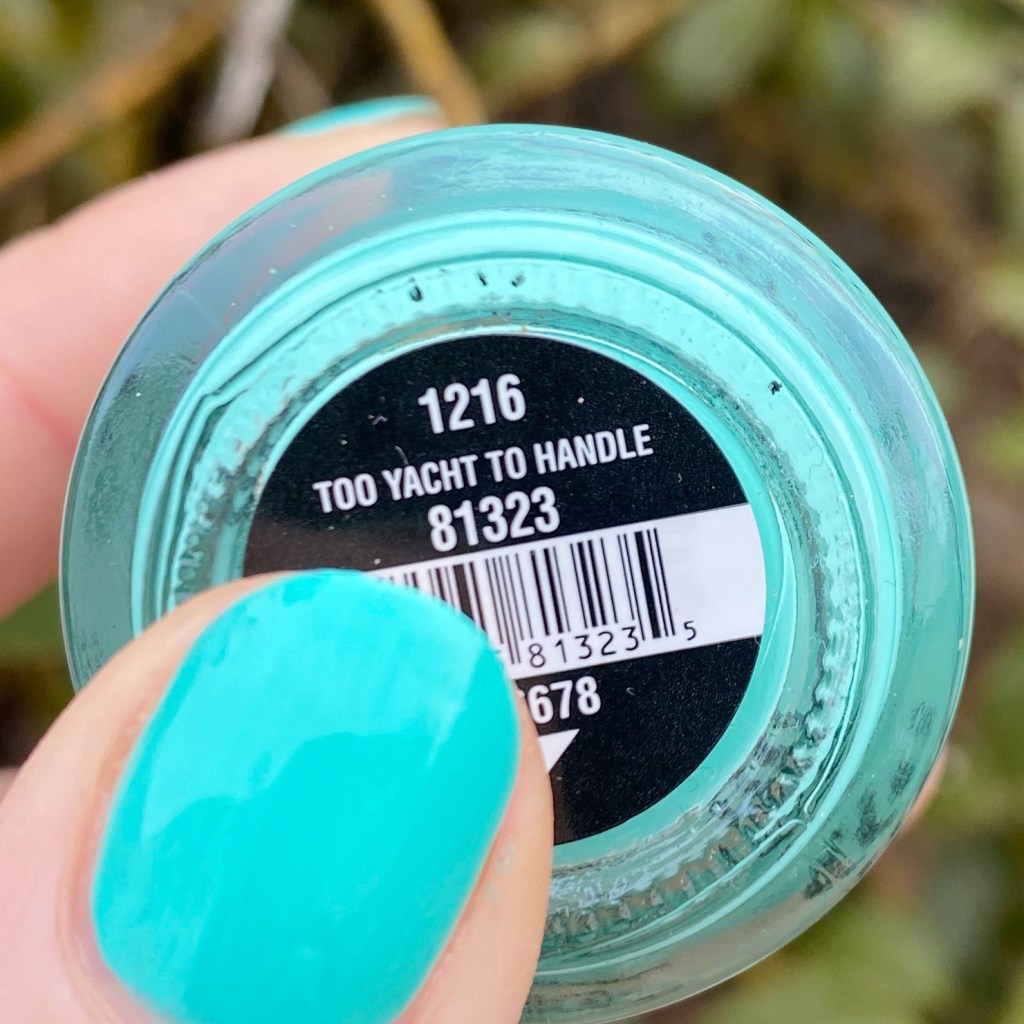 1216
TOO YACHT TO HANDLE
81323
81323 5
678